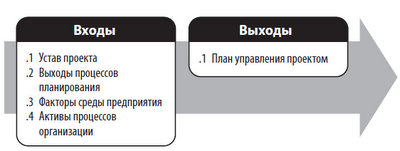 Входы
.1 Устав проекта
.2 Выходы процессов
планирования
.3 Факторы среды предприятия
.4 Активы процессов
организации
Выходы
.1 План управления проектом